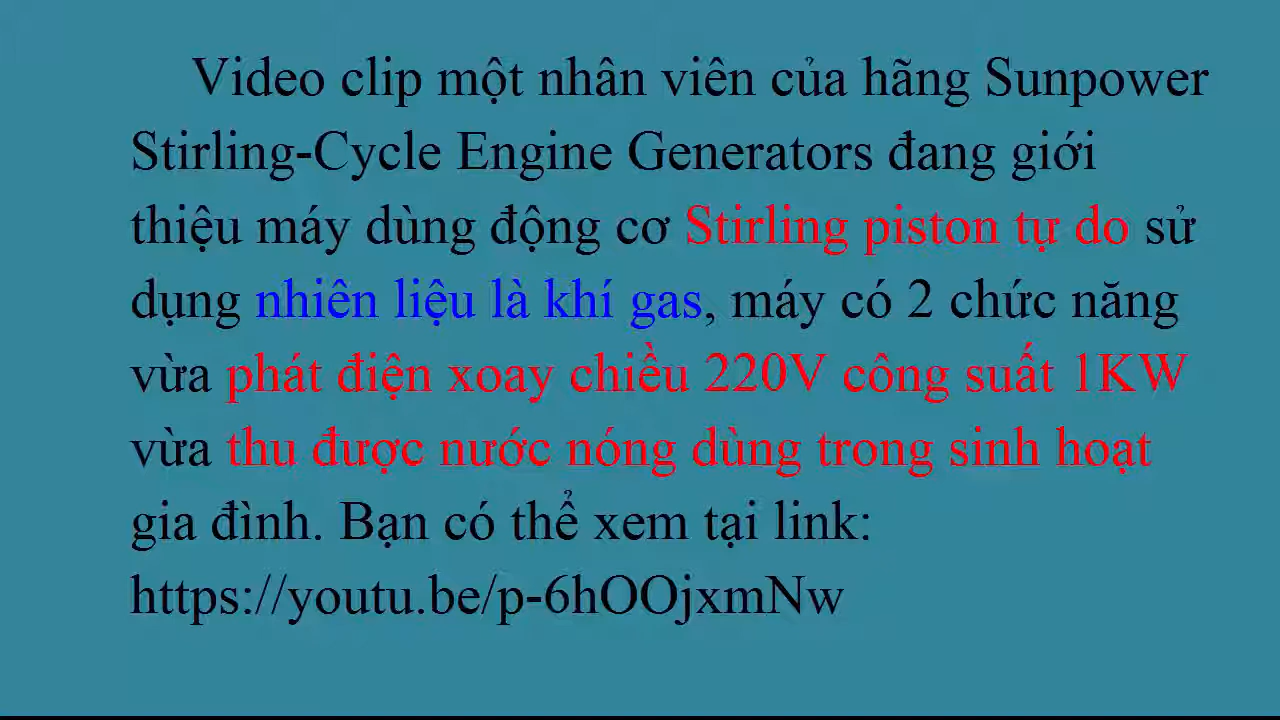 Video clip một nhân viên của hãng Sunpower
Stirling-Cycle Engine Generators đang giới
thiệu máy dùng động cơ Stirling piston tự do sử
dụng nhiên liệu là khí gas, máy có 2 chức năng
vừa phát điện xoay chiều 220V công suất 1KW
vừa thu được nước nóng dùng trong sinh hoạt
gia đình. Bạn có thể xem tại link:
https://youtu.be/p-6hOOjxmNw